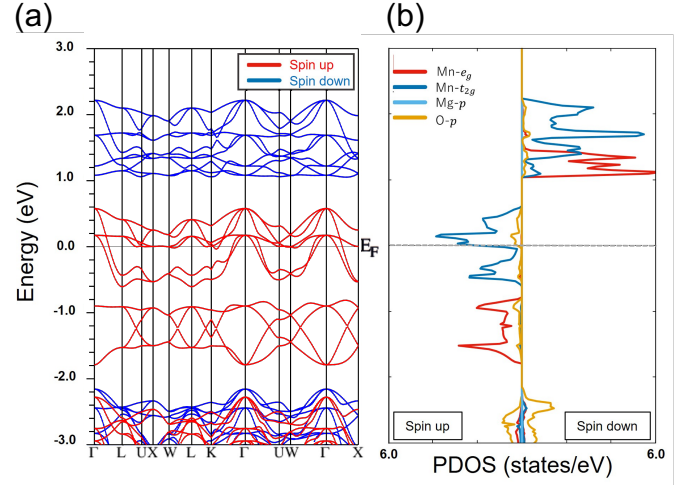 (a)
(b)
3.0
2.0
1.0
0.0
-1.0
-2.0
-3.0
Energy (eV)
Spin up
Spin down
E_F
Γ L U X W L K Γ U W Γ X
Mn-e_g
Mn-t_2g
Mg-p
O-p
Spin up
Spin down
6.0
6.0
PDOS (states/eV)